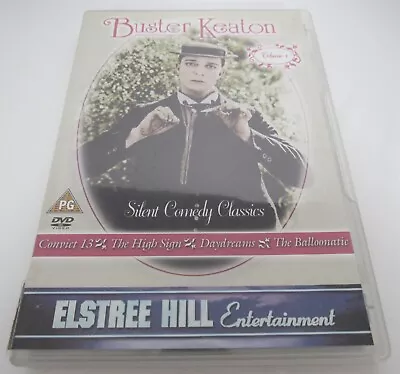 Buster Keaton
Volume 1
Silent Comedy Classics
PG
DVD
VIDEO
Convict 13 The High Sign Daydreams The Balloonatic
ELSTREE HILL Entertainment